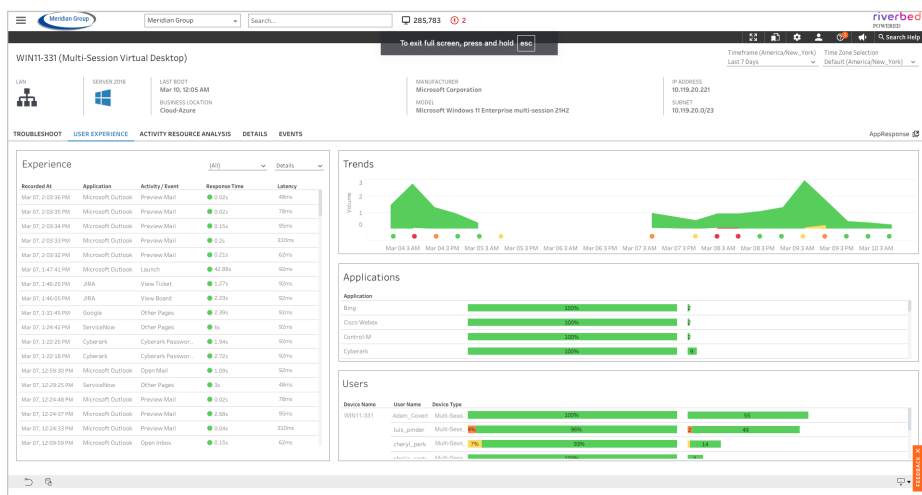 Meridian Group
Meridian Group
Search...
285,783
2
riverbed
POWERED
Search Help
To exit full screen, press and hold esc
WIN11-331 (Multi-Session Virtual Desktop)
Timeframe (America/New_York)
Last 7 Days
Time Zone Selection
Default (America/New_York)
LAN
SERVER 2016
LAST BOOT
Mar 10, 12:05 AM
BUSINESS LOCATION
Cloud-Azure
MANUFACTURER
Microsoft Corporation
MODEL
Microsoft Windows 11 Enterprise multi-session 21H2
IP ADDRESS
10.119.20.221
SUBNET
10.119.20.0/23
TROUBLESHOOT USER EXPERIENCE ACTIVITY RESOURCE ANALYSIS DETAILS EVENTS
AppResponse
Experience
(All)
Details
Recorded At Application Activity / Event Response Time Latency
Mar 07, 2:03:36 PM Microsoft Outlook Preview Mail 0.02s 48ms
Mar 07, 2:03:35 PM Microsoft Outlook Preview Mail 0.02s 78ms
Mar 07, 2:03:34 PM Microsoft Outlook Preview Mail 0.15s 95ms
Mar 07, 2:03:33 PM Microsoft Outlook Preview Mail 0.2s 310ms
Mar 07, 2:03:32 PM Microsoft Outlook Preview Mail 0.21s 62ms
Mar 07, 1:47:41 PM Microsoft Outlook Launch 42.86s 92ms
Mar 07, 1:46:20 PM JIRA View Ticket 1.27s 92ms
Mar 07, 1:46:05 PM JIRA View Board 2.23s 92ms
Mar 07, 1:31:45 PM Google Other Pages 2.39s 92ms
Mar 07, 1:24:42 PM ServiceNow Other Pages 6s 92ms
Mar 07, 1:22:25 PM Cyberark Cyberark Passwor.. 1.94s 92ms
Mar 07, 1:22:18 PM Cyberark Cyberark Passwor.. 2.72s 92ms
Mar 07, 12:59:30 PM Microsoft Outlook Open Mail 1.09s 92ms
Mar 07, 12:29:25 PM ServiceNow Other Pages 3s 48ms
Mar 07, 12:24:48 PM Microsoft Outlook Preview Mail 0.02s 78ms
Mar 07, 12:24:37 PM Microsoft Outlook Preview Mail 2.68s 95ms
Mar 07, 12:24:33 PM Microsoft Outlook Preview Mail 0.04s 310ms
Mar 07, 12:09:59 PM Microsoft Outlook Open Inbox 0.15s 62ms
Trends
Volume
3
2
1
0
Mar 04 3 AM Mar 04 3 PM Mar 05 3 AM Mar 05 3 PM Mar 06 3 AM Mar 06 3 PM Mar 07 3 AM Mar 07 3 PM Mar 08 3 AM Mar 08 3 PM Mar 09 3 AM Mar 09 3 PM Mar 10 3 AM
Applications
Application
Bing 100% 2
Cisco Webex 2
Control-M 100% 2
Cyberark 100% 9
Users
Device Name User Name Device Type
WIN11-331 Adam_Covert Multi-Sess. 100% 55
luis_pinder Multi-Sess. 4% 96% 2 49
cheryl_park Multi-Sess. 7% 93% 14
Multi-Sess. 100%
FEEDBACK